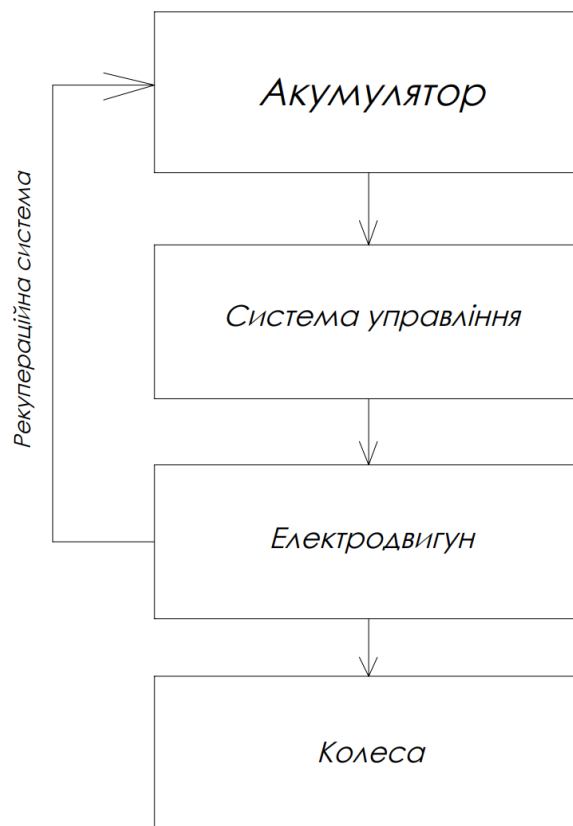 Акумулятор
Рекупераційна система
Система управління
Електродвигун
Колеса